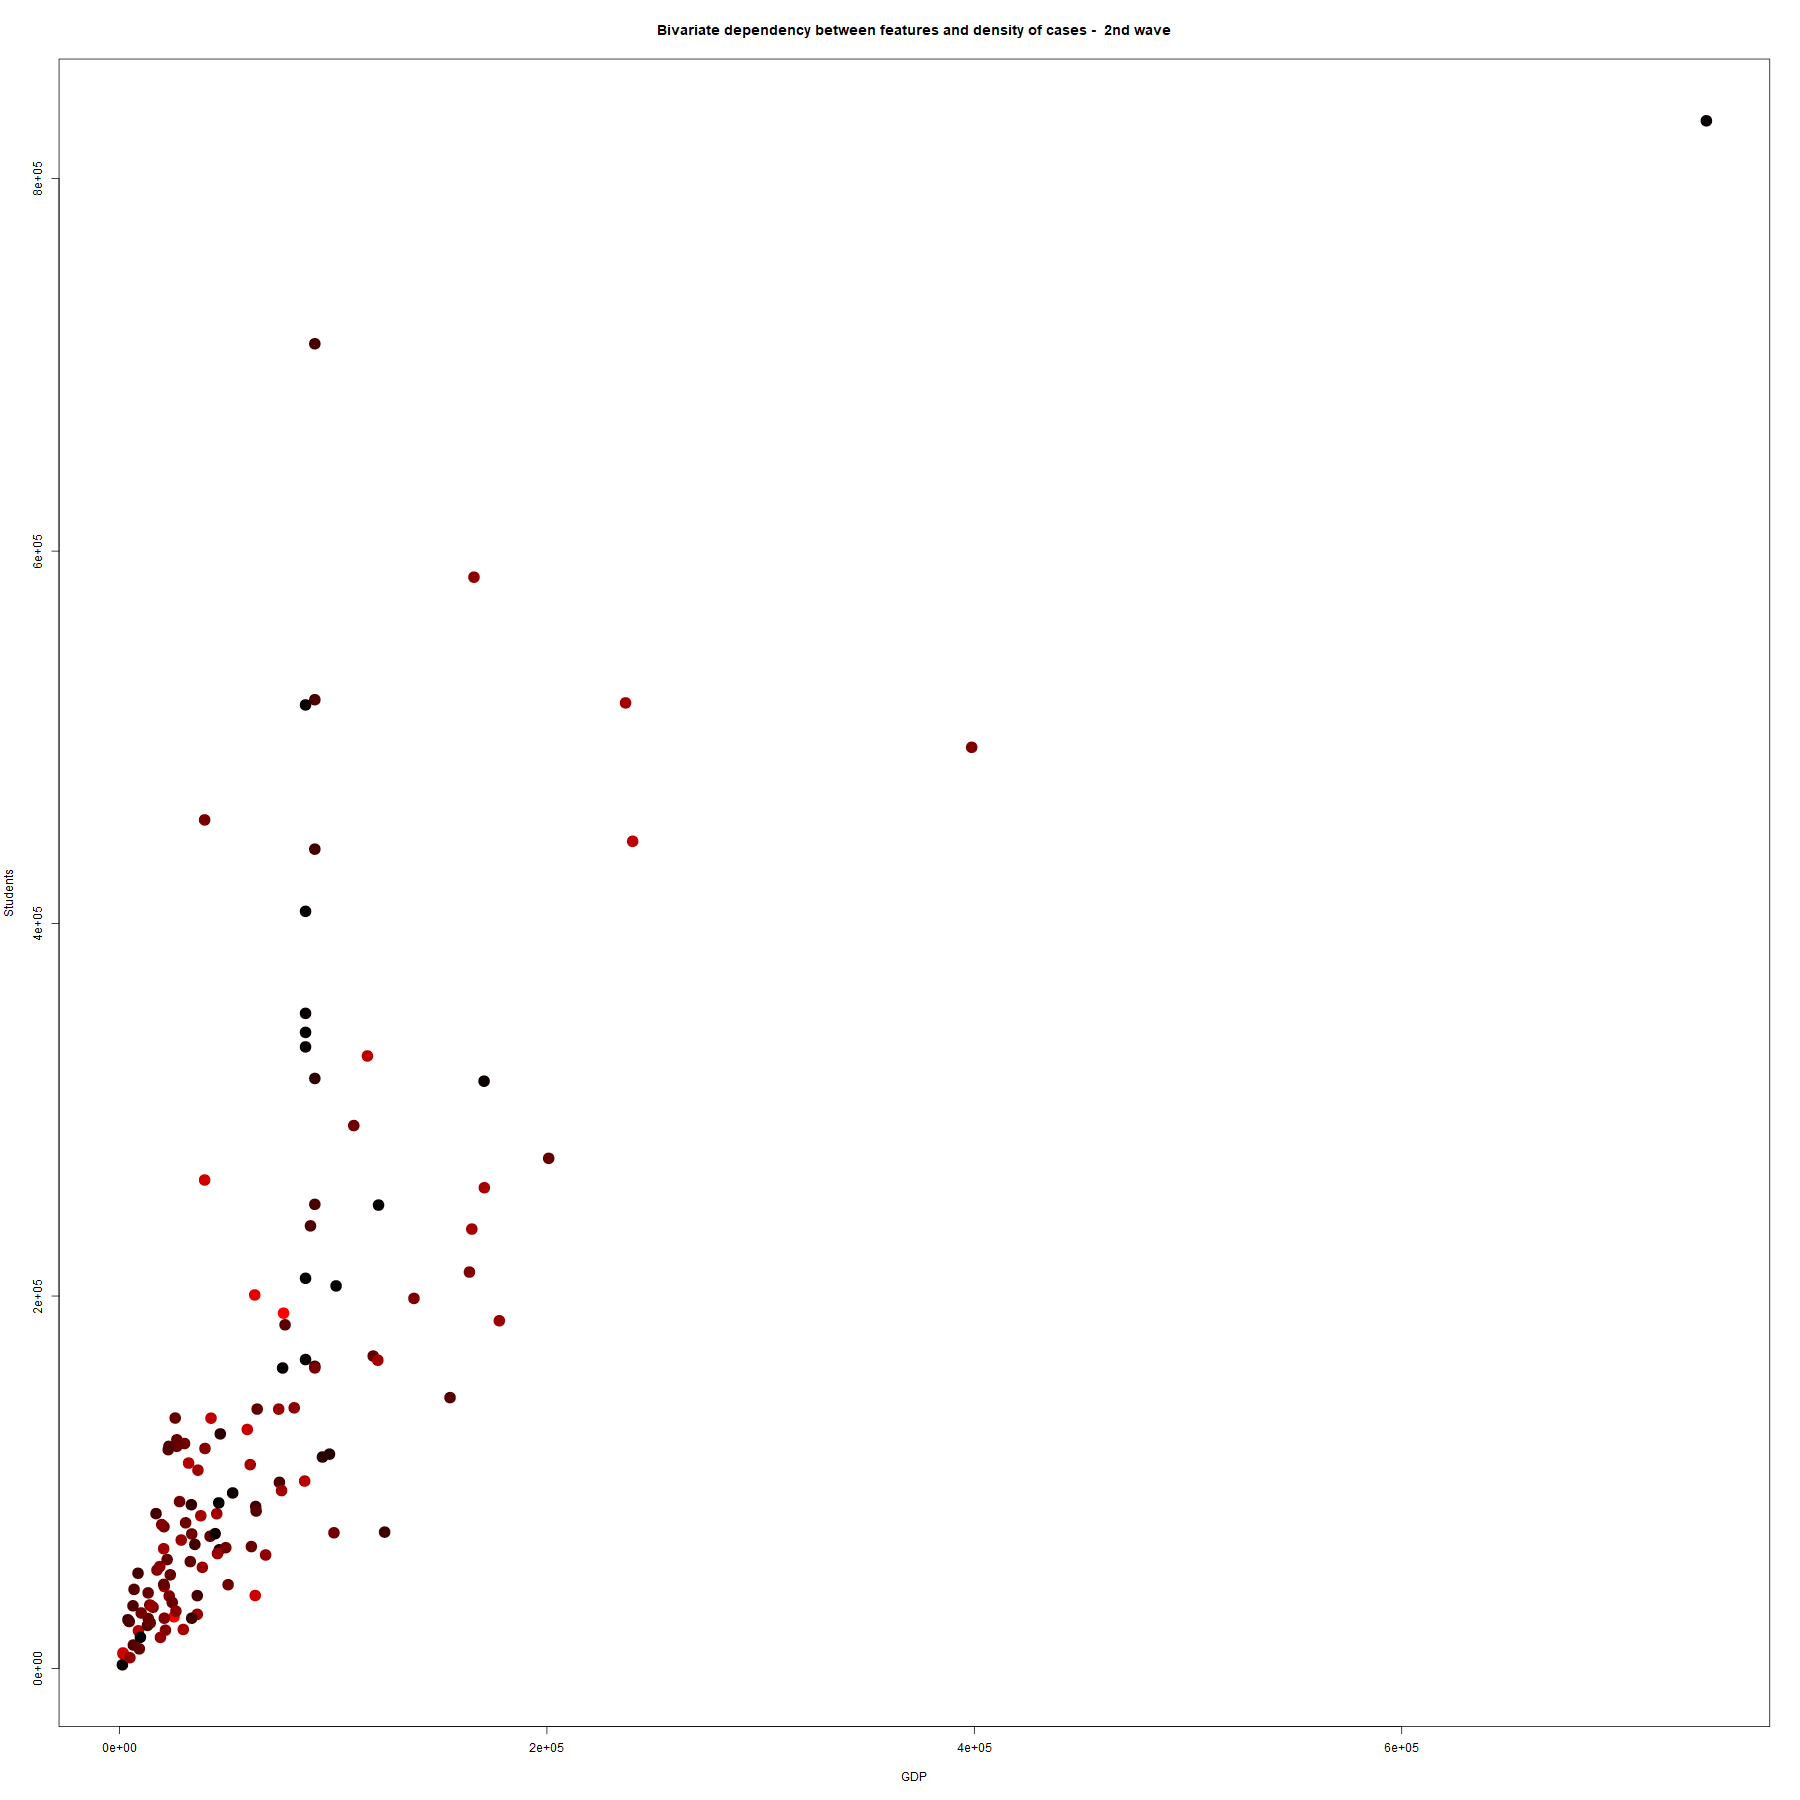 Bivariate dependency between features and density of cases -  2nd wave
8e+05
6e+05
Students
4e+05
2e+05
0e+00
0e+00 2e+05 4e+05 6e+05
GDP